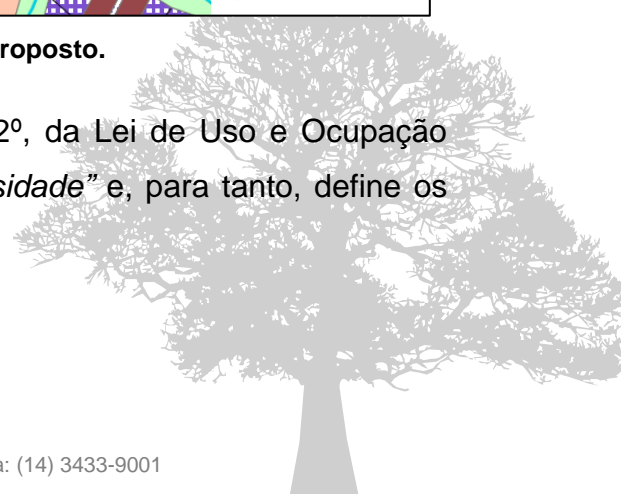 roposto.
2º, da Lei de Uso e Ocupação
sidade” e, para tanto, define os
a: (14) 3433-9001